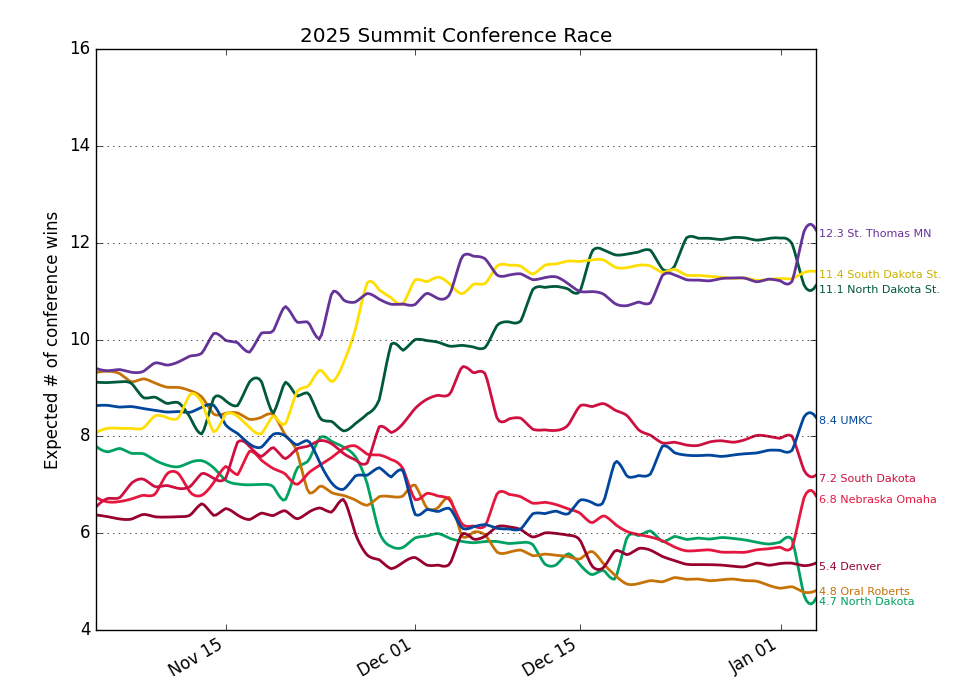 2025 Summit Conference Race
Expected # of conference wins
16
14
12
10
8
6
4
Nov 15
Dec 01
Dec 15
Jan 01
12.3 St. Thomas MN
11.4 South Dakota St.
11.1 North Dakota St.
8.4 UMKC
7.2 South Dakota
6.8 Nebraska Omaha
5.4 Denver
4.8 Oral Roberts
4.7 North Dakota